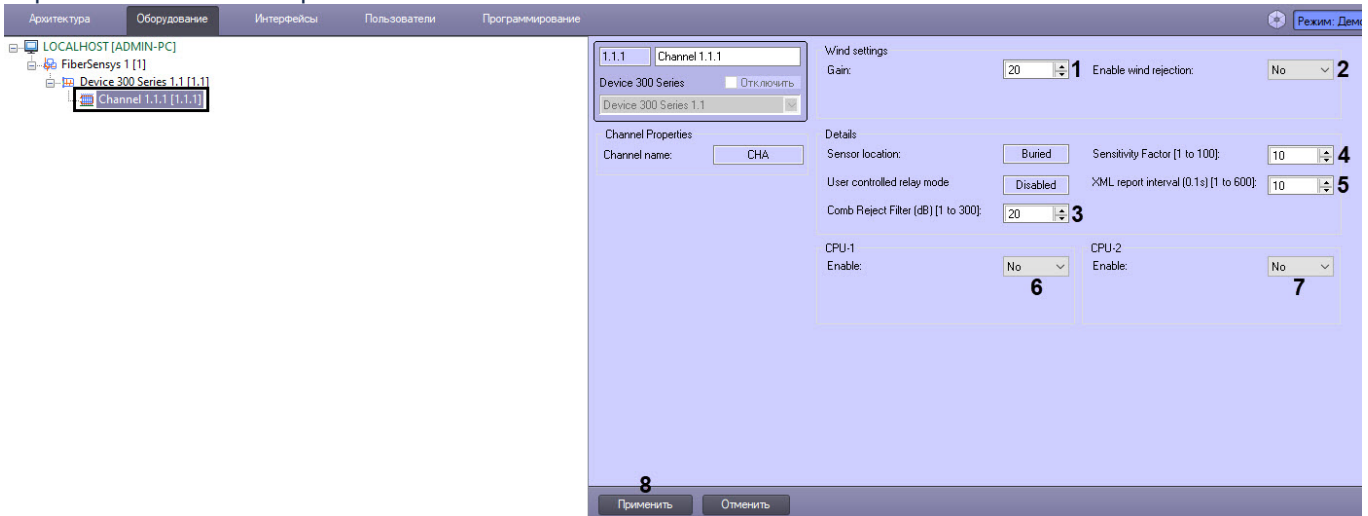 Архитектура Оборудование Интерфейсы Пользователи Программирование Режим: Демо
LOCALHOST [ADMIN-PC]
FiberSensys 1 [1]
Device 300 Series 1.1 [1.1]
Channel 1.1.1 [1.1.1]
1.1.1 Channel 1.1.1
Device 300 Series Отключить
Device 300 Series 1.1
Channel Properties
Channel name: CHA
Wind settings
Gain: 20 1 Enable wind rejection: No 2
Details
Sensor location: Buried Sensitivity Factor [1 to 100]: 10 4
User controlled relay mode Disabled XML report interval (0.1s) [1 to 600]: 10 5
Comb Reject Filter (dB) [1 to 300]: 20 3
CPU-1 CPU-2
Enable: No Enable: No
6 7
8
Применить Отменить